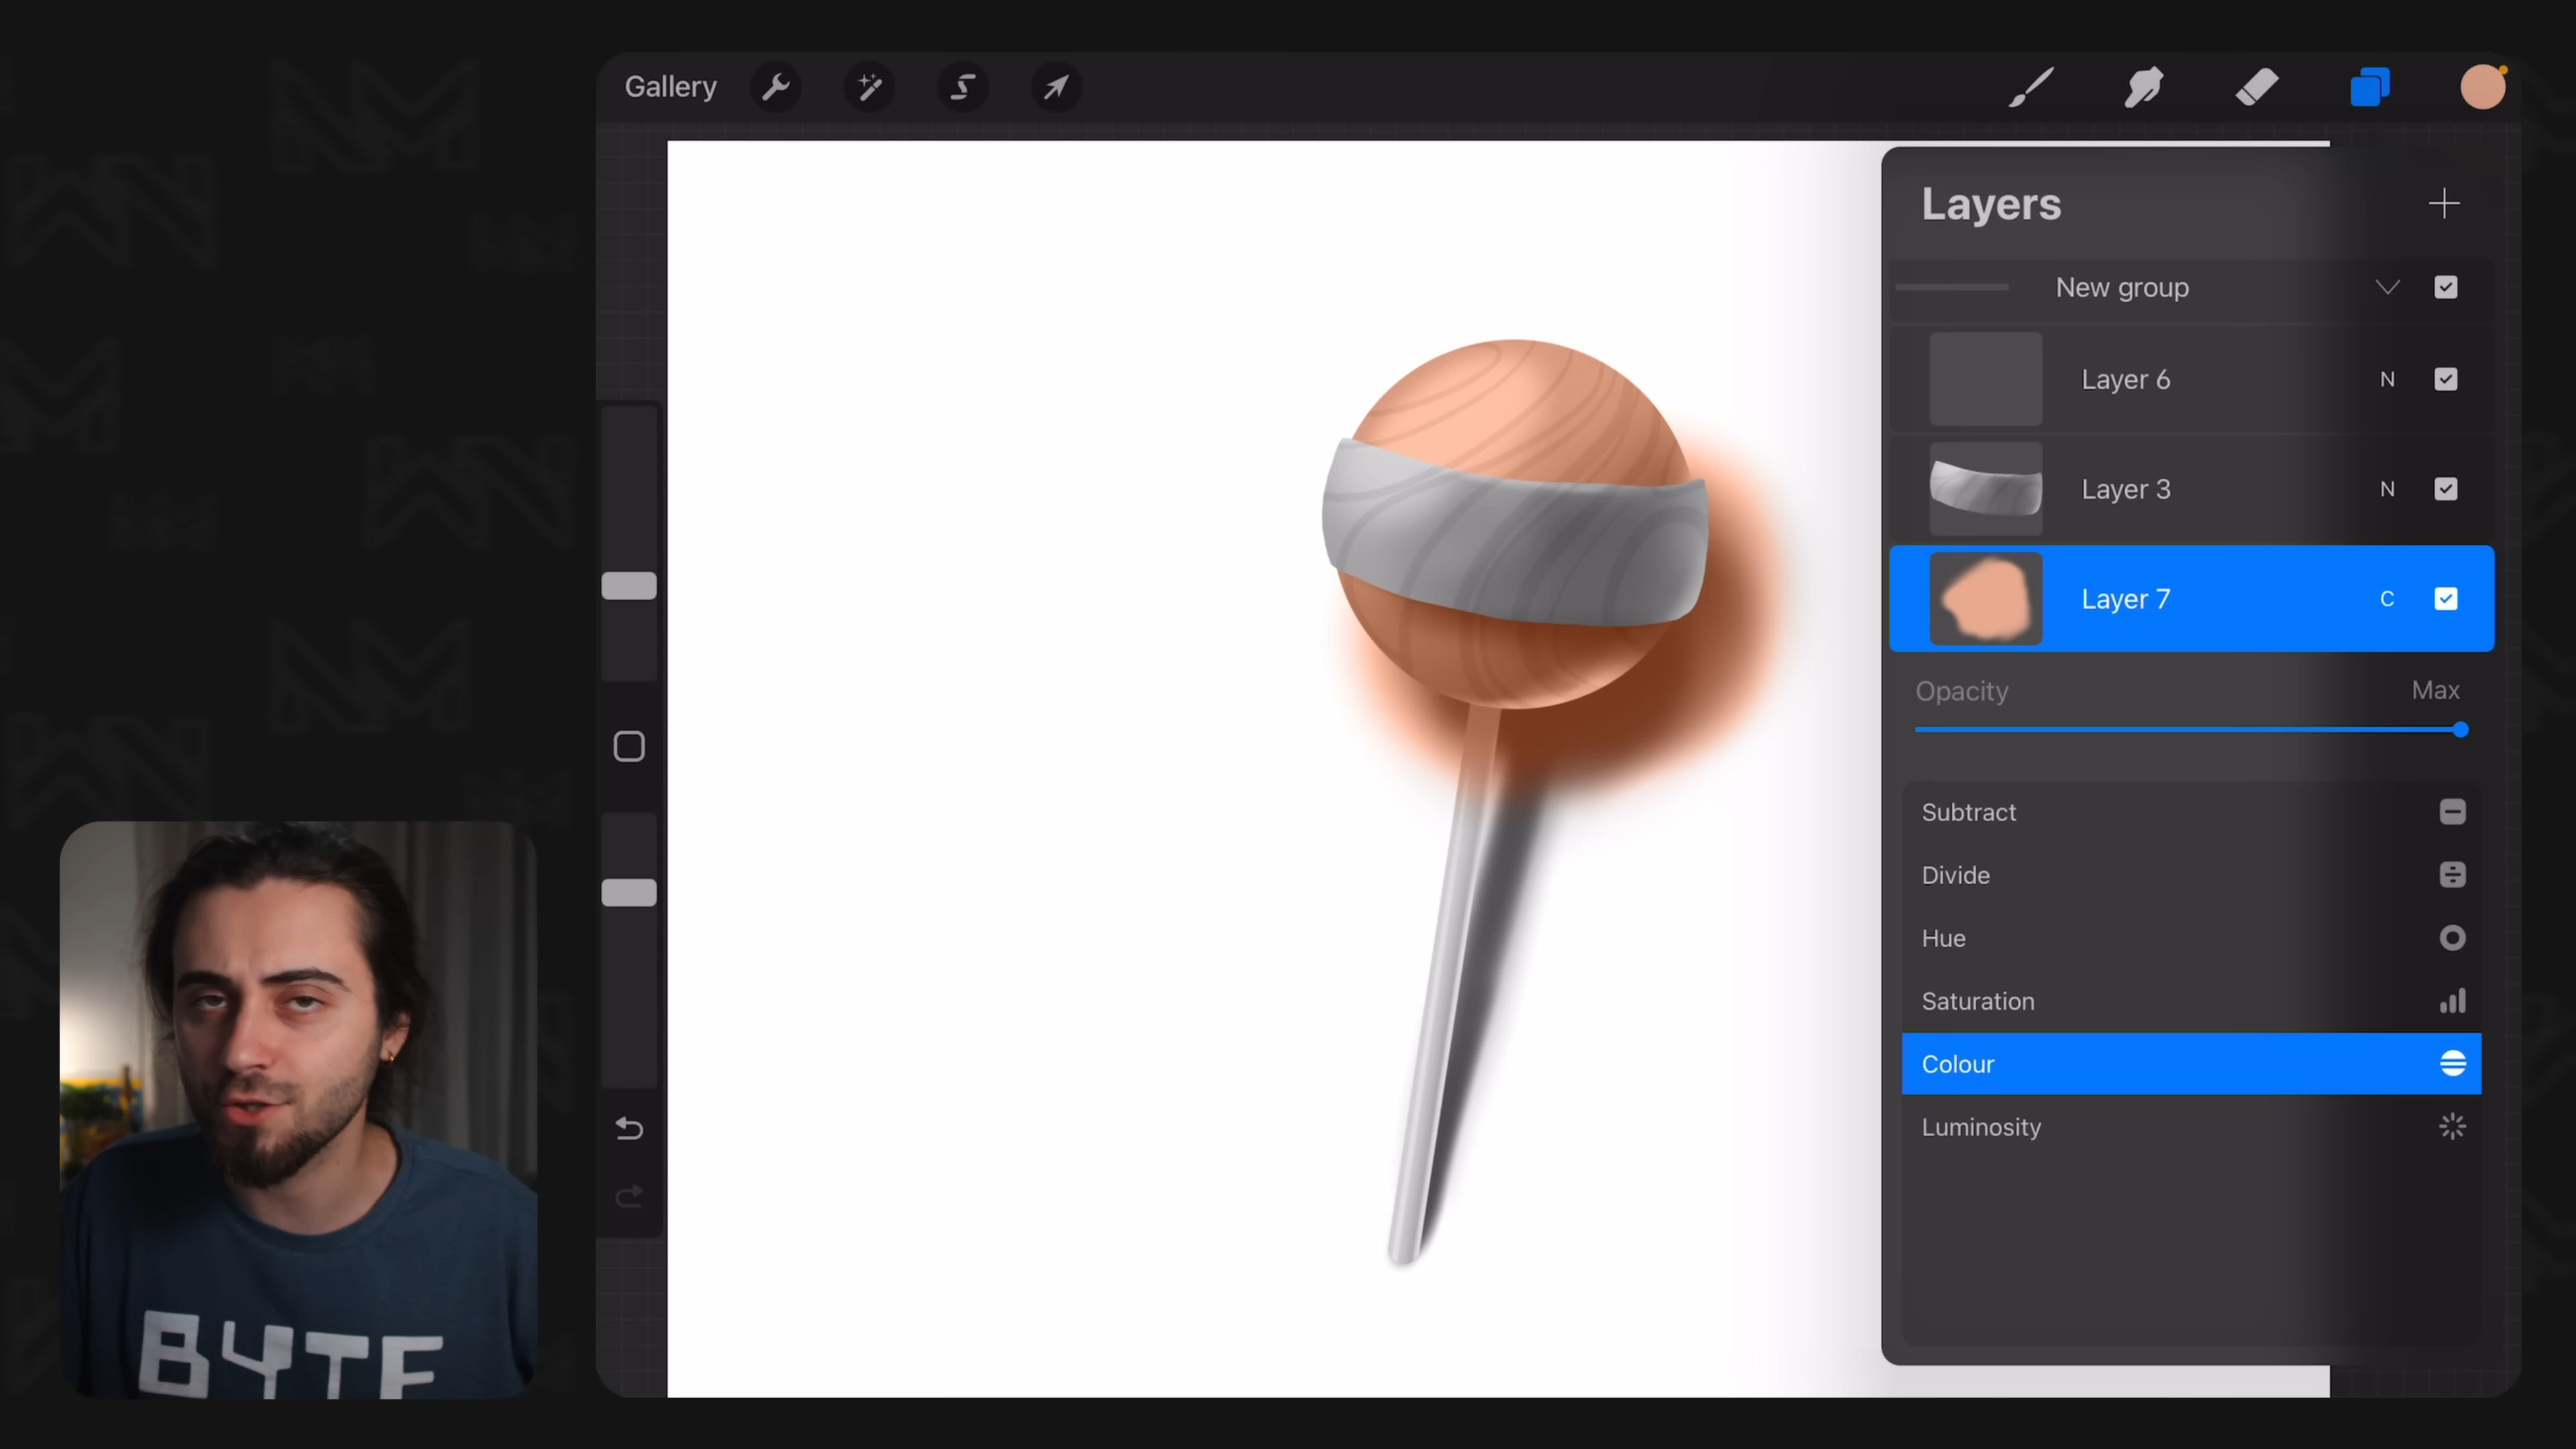 Gallery
Layers
New group
Layer 6 N
Layer 3 N
Layer 7 C
Opacity Max
Subtract
Divide
Hue
Saturation
Colour
Luminosity
BYTE